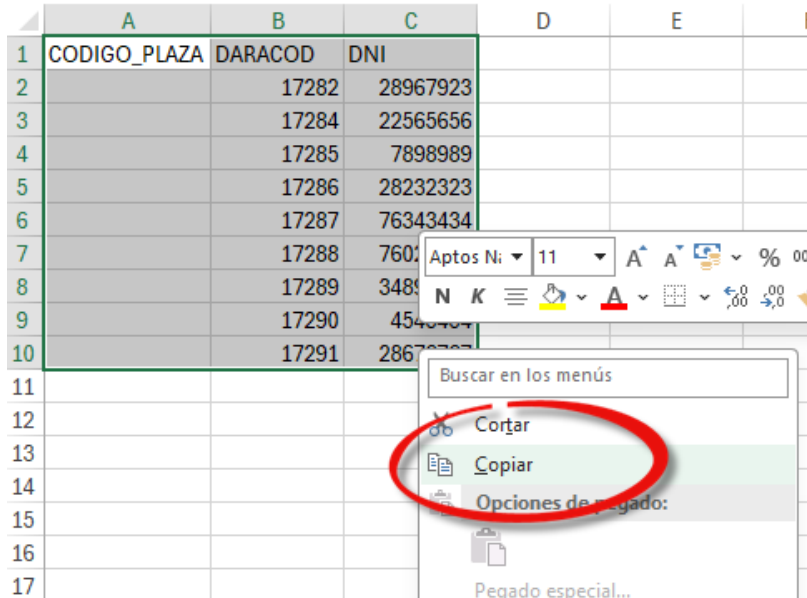 A B C D E
1 CODIGO_PLAZA DARACOD DNI
2 17282 28967923
3 17284 22565656
4 17285 7898989
5 17286 28232323
6 17287 76343434
7 17288
Aptos 11 A A % 00
8 17289
N K A
9 17290
10 17291
Buscar en los menús
11
12 Cortar
13 Copiar
14 Opciones de pegado:
15
16
17 Pegado especial...